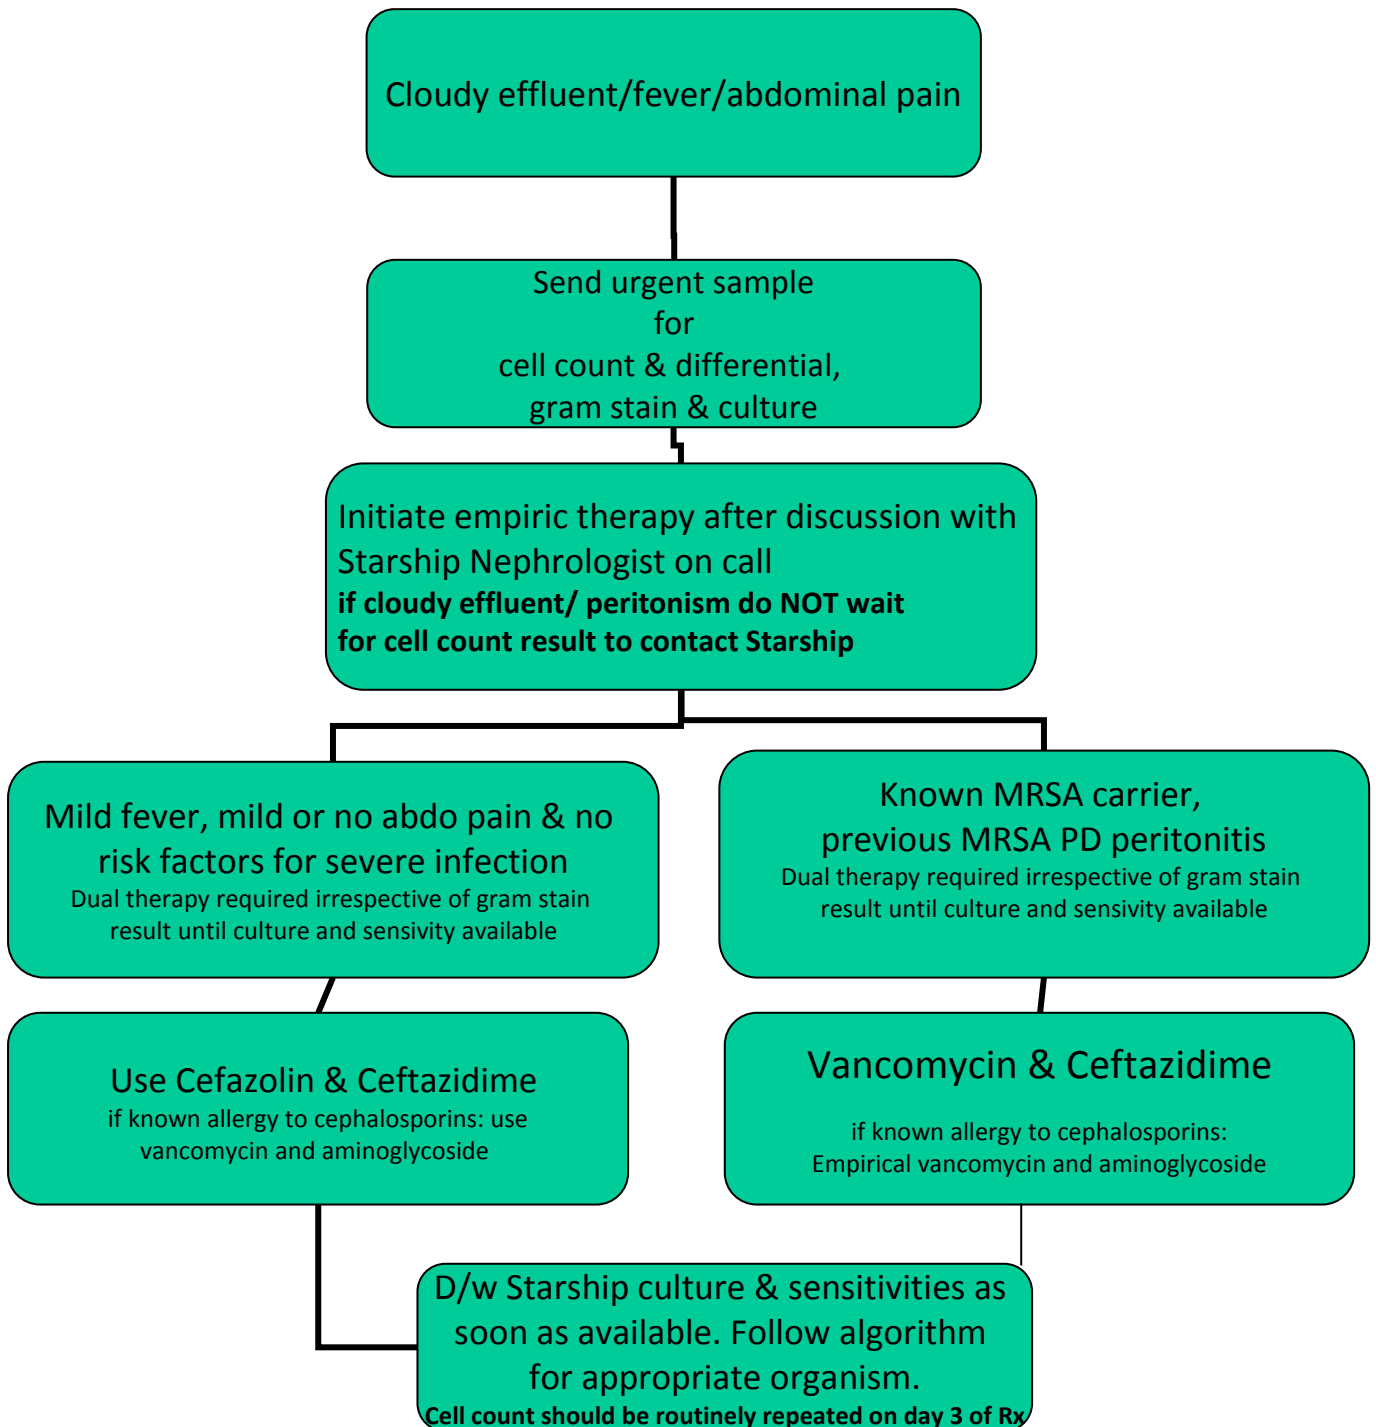 Cloudy effluent/fever/abdominal pain
Send urgent sample
for
cell count & differential,
gram stain & culture
Initiate empiric therapy after discussion with
Starship Nephrologist on call
if cloudy effluent/ peritonism do NOT wait
for cell count result to contact Starship
Mild fever, mild or no abdo pain & no
risk factors for severe infection
Dual therapy required irrespective of gram stain
result until culture and sensivity available
Known MRSA carrier,
previous MRSA PD peritonitis
Dual therapy required irrespective of gram stain
result until culture and sensivity available
Use Cefazolin & Ceftazidime
if known allergy to cephalosporins: use
vancomycin and aminoglycoside
Vancomycin & Ceftazidime
if known allergy to cephalosporins:
Empirical vancomycin and aminoglycoside
D/w Starship culture & sensitivities as
soon as available. Follow algorithm
for appropriate organism.
Cell count should be routinely repeated on day 3 of Rx